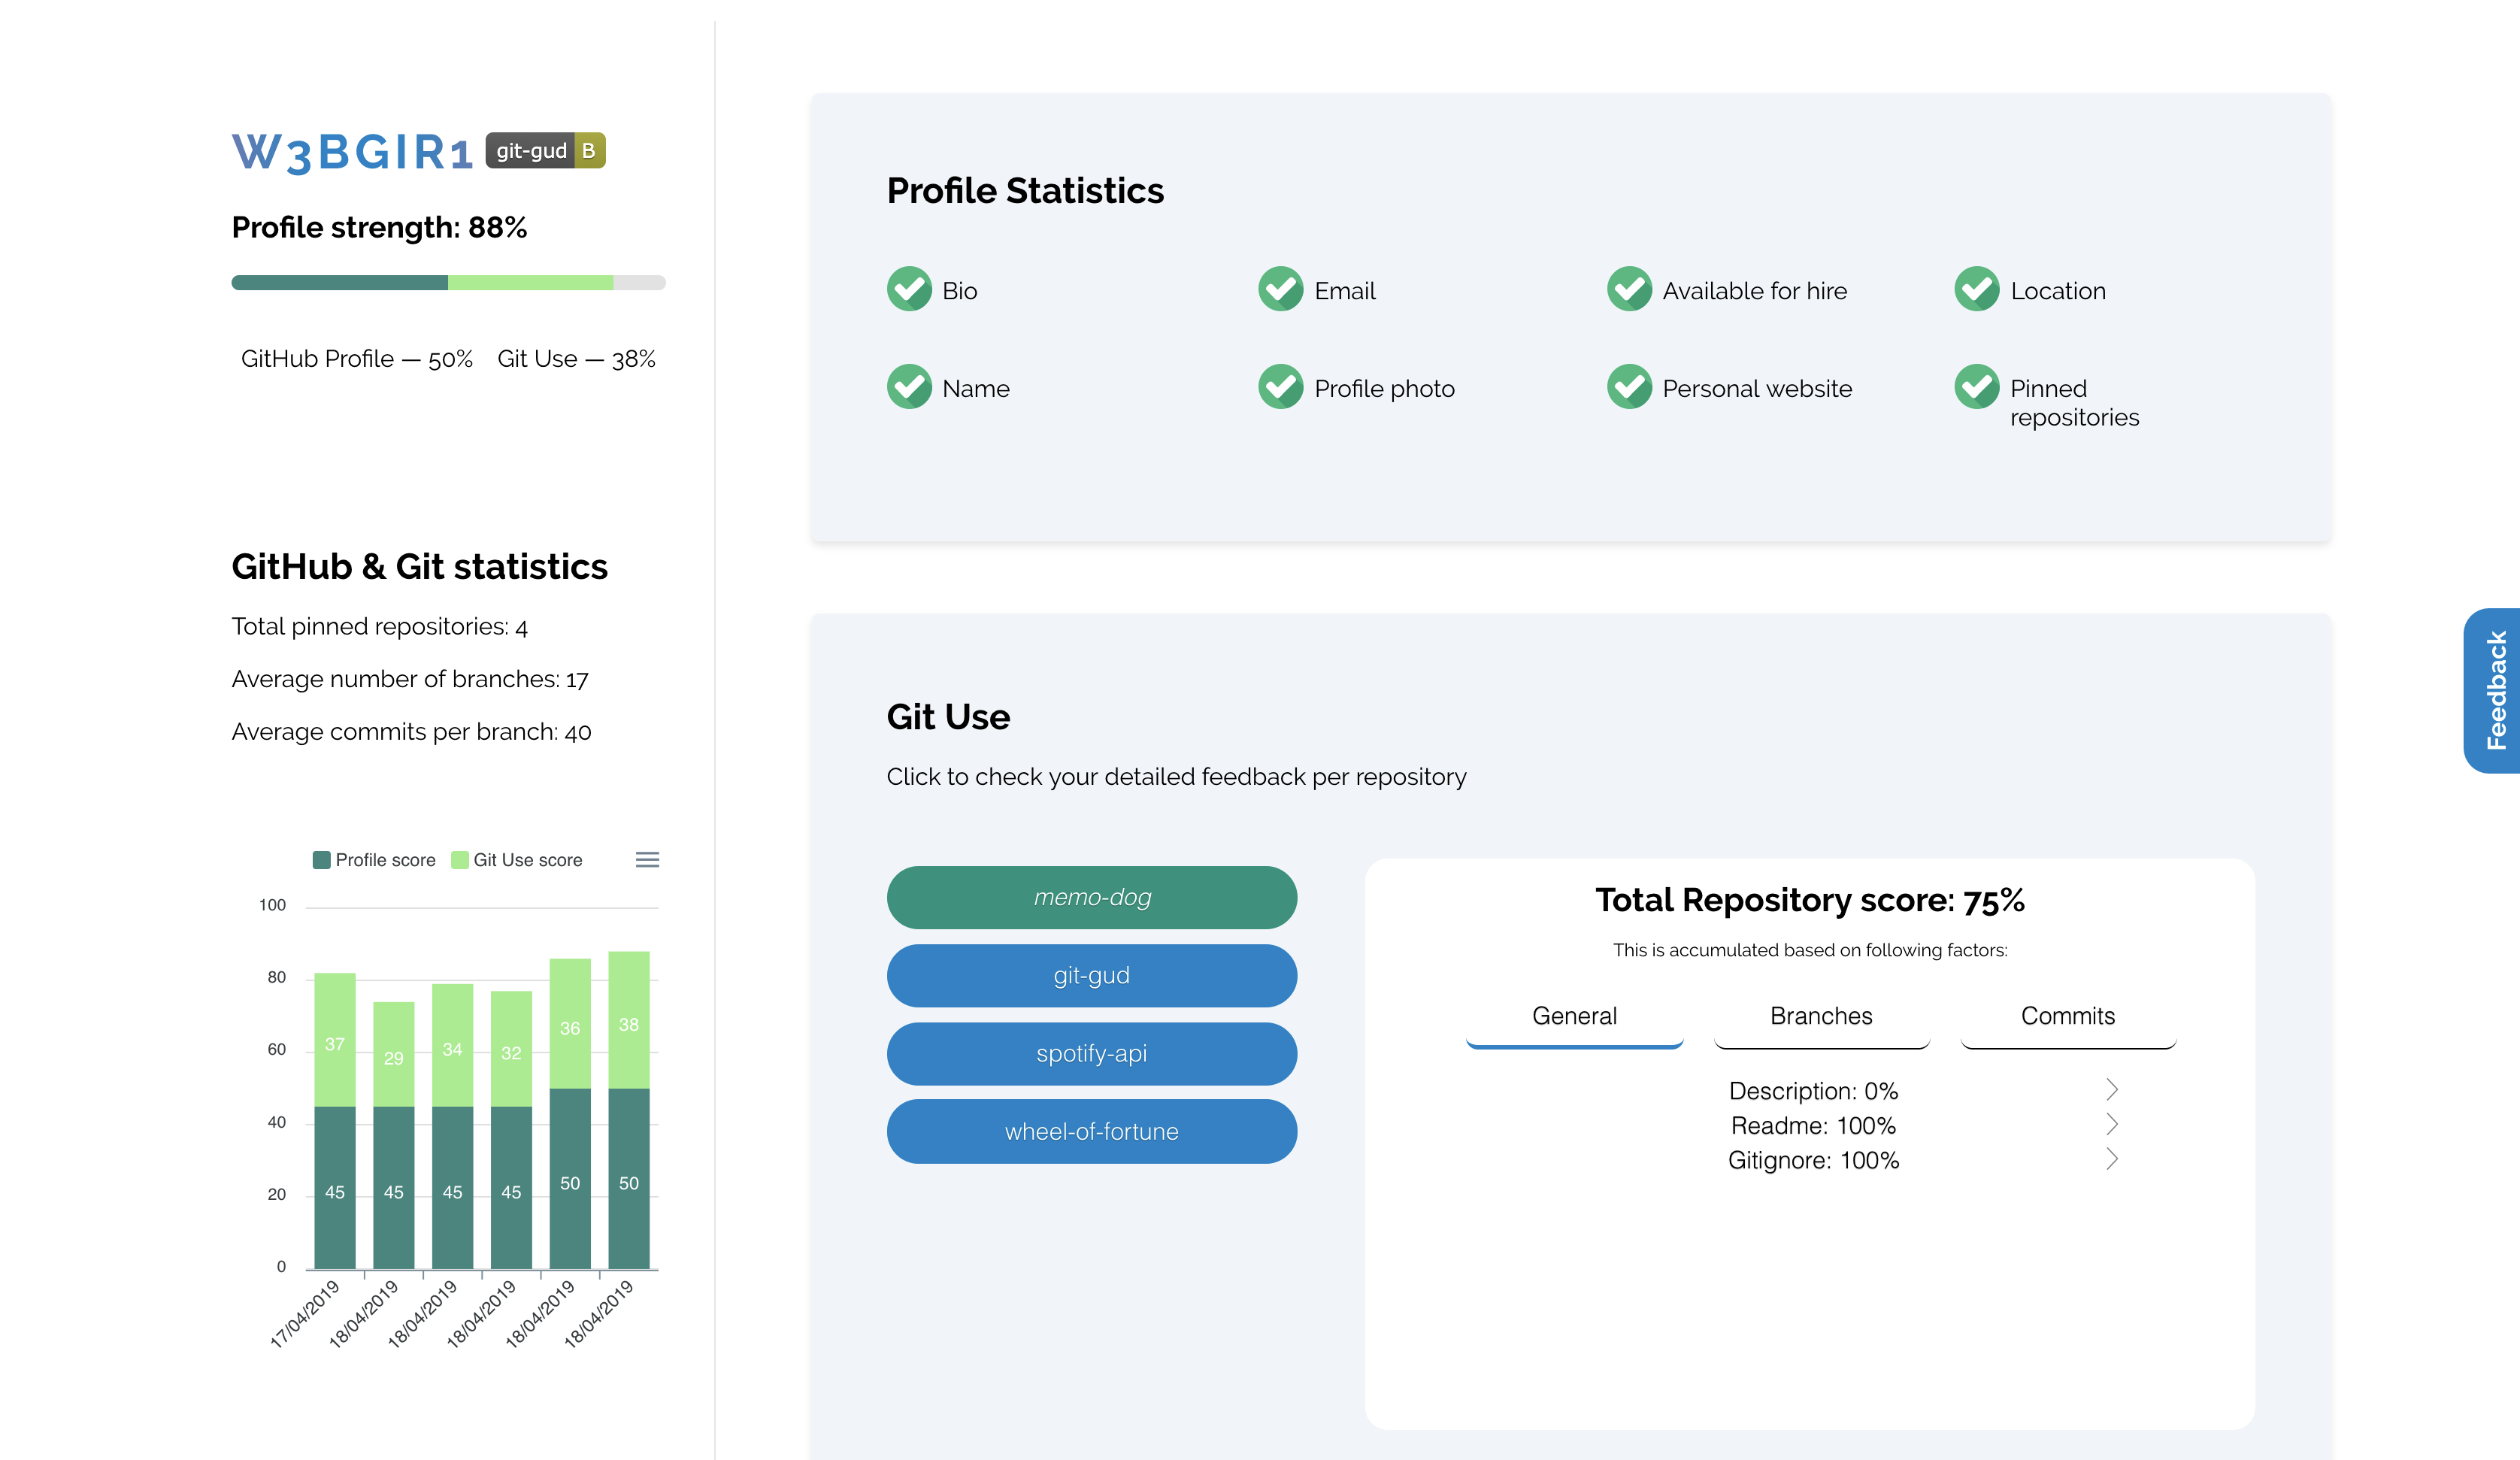 W3BGIR1 git-gud B
Profile strength: 88%
GitHub Profile — 50% Git Use — 38%
GitHub & Git statistics
Total pinned repositories: 4
Average number of branches: 17
Average commits per branch: 40
Profile score Git Use score
100
80
60
40
20
0
37 29 34 32 36 38
45 45 45 45 50 50
17/04/2019 18/04/2019 18/04/2019 18/04/2019 18/04/2019 18/04/2019
Profile Statistics
Bio Email Available for hire Location
Name Profile photo Personal website Pinned
repositories
Git Use
Click to check your detailed feedback per repository
memo-dog
git-gud
spotify-api
wheel-of-fortune
Total Repository score: 75%
This is accumulated based on following factors:
General Branches Commits
Description: 0%
Readme: 100%
Gitignore: 100%
Feedback